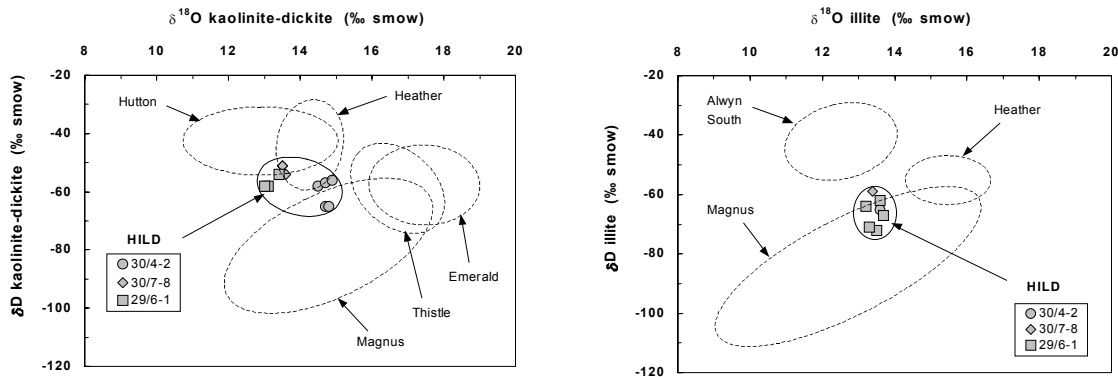 δ18O kaolinite-dickite (‰ smow)
8 10 12 14 16 18 20
δD kaolinite-dickite (‰ smow)
-20
-40
-60
-80
-100
-120
Hutton
Heather
HILD
30/4-2
30/7-8
29/6-1
Emerald
Thistle
Magnus
δ18O illite (‰ smow)
8 10 12 14 16 18 20
δD illite (‰ smow)
-20
-40
-60
-80
-100
-120
Alwyn
South
Heather
Magnus
HILD
30/4-2
30/7-8
29/6-1